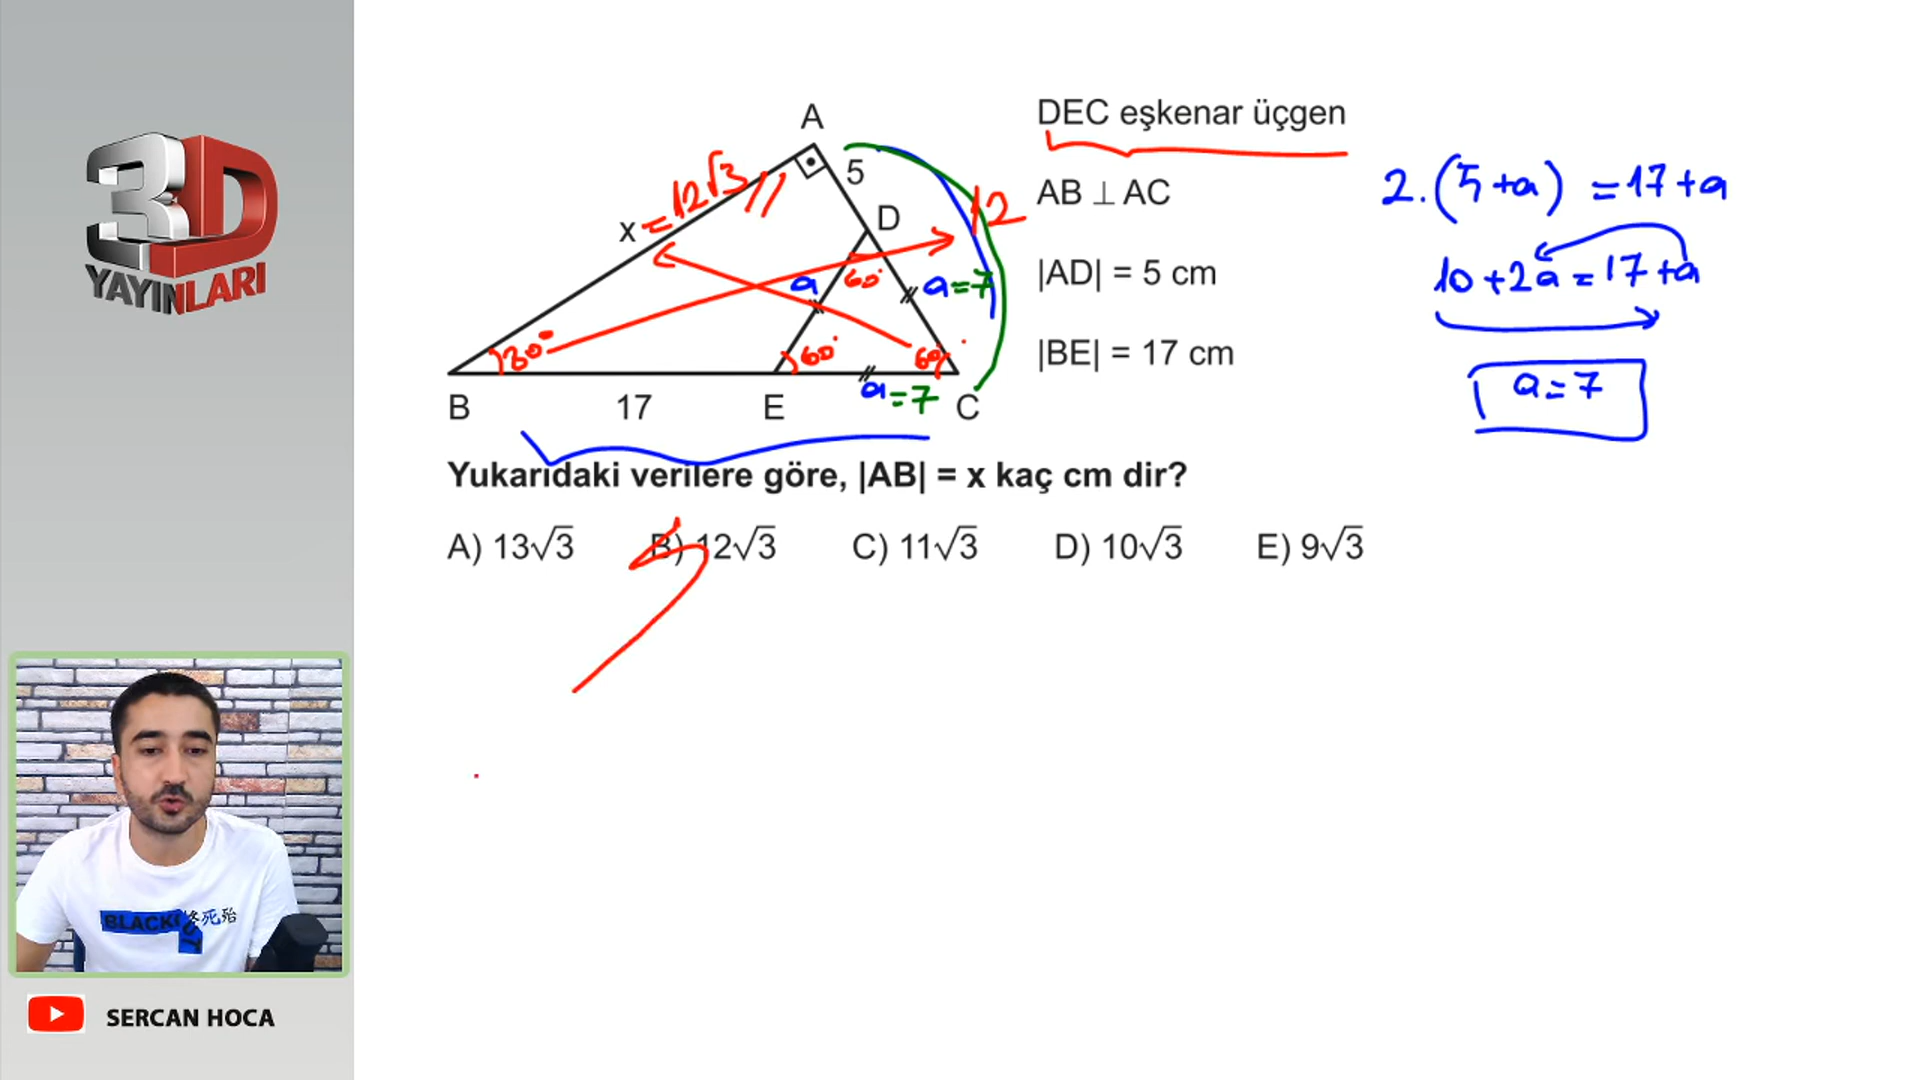 3D
YAYINLARI
A
5
x = 12√3
D
12
60°
a
a = 7
30°
60°
60°
a = 7
B
17
E
C
DEC eşkenar üçgen
AB ⊥ AC
|AD| = 5 cm
|BE| = 17 cm
2.(5+a) = 17+a
10+2a = 17+a
a = 7
Yukarıdaki verilere göre, |AB| = x kaç cm dir?
A) 13√3 B) 12√3 C) 11√3 D) 10√3 E) 9√3
SERCAN HOCA